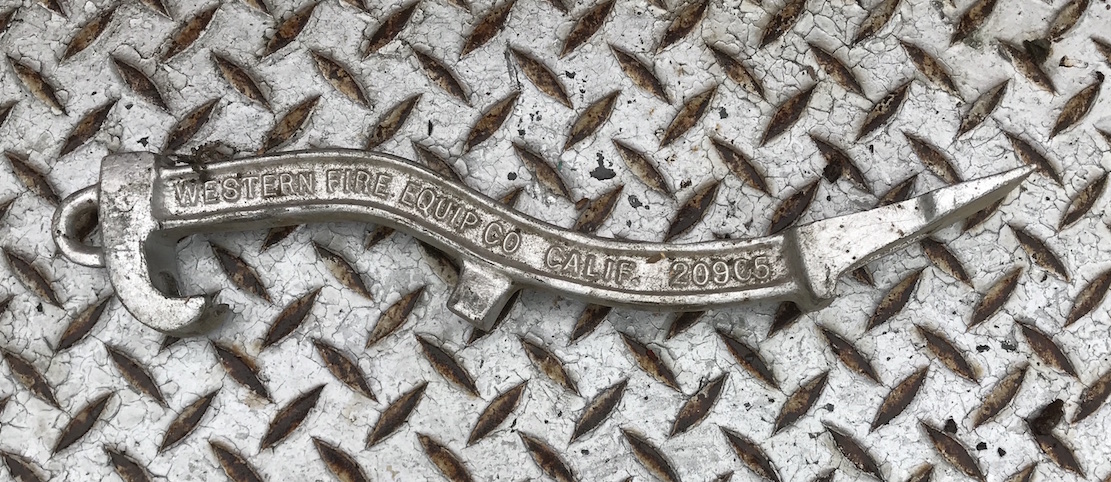 WESTERN FIRE EQUIP CO CALIF. 209C5